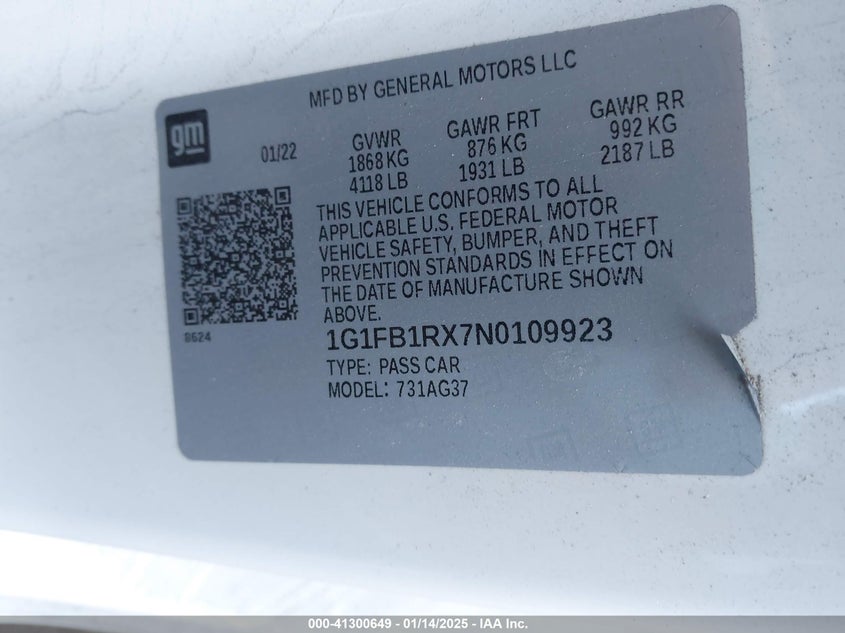 MFD BY GENERAL MOTORS LLC
gm
01/22
GVWR
1868 KG
4118 LB
GAWR FRT
876 KG
1931 LB
GAWR RR
992 KG
2187 LB
THIS VEHICLE CONFORMS TO ALL
APPLICABLE U.S. FEDERAL MOTOR
VEHICLE SAFETY, BUMPER, AND THEFT
PREVENTION STANDARDS IN EFFECT ON
THE DATE OF MANUFACTURE SHOWN
ABOVE.
8624
1G1FB1RX7N0109923
TYPE: PASS CAR
MODEL: 731AG37
000-41300649 - 01/14/2025 - IAA Inc.